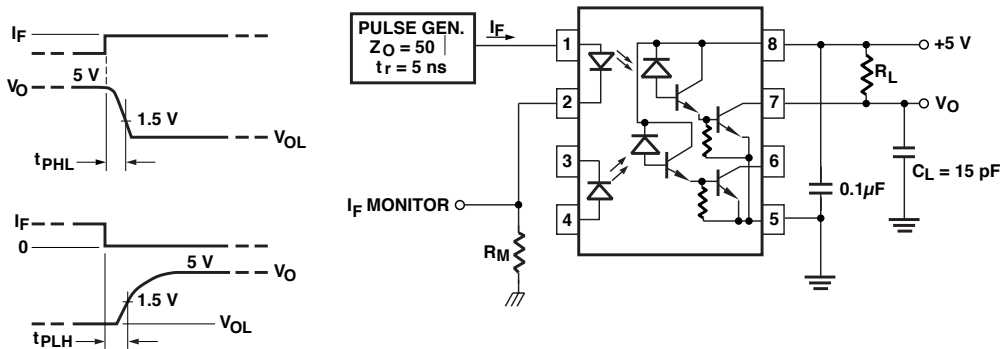 IF
VO
5 V
1.5 V
VOL
tPHL
IF
0
5 V
VO
1.5 V
VOL
tPLH
PULSE GEN.
ZO = 50
tr = 5 ns
IF
1
2
3
4
8
7
6
5
+5 V
RL
VO
CL = 15 pF
0.1µF
IF MONITOR
RM